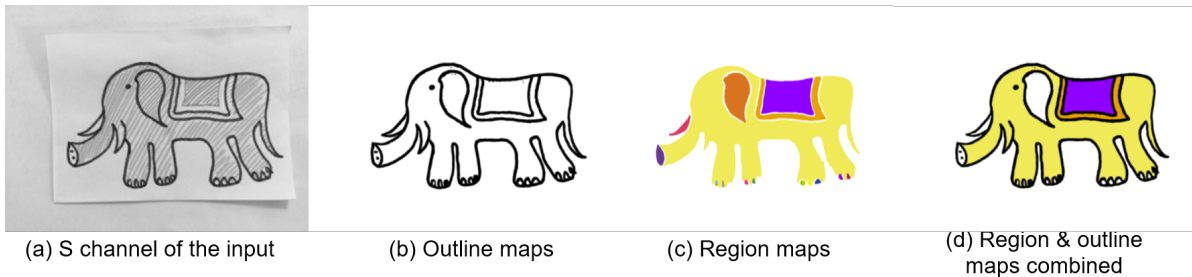 (a) S channel of the input
(b) Outline maps
(c) Region maps
(d) Region & outline
maps combined